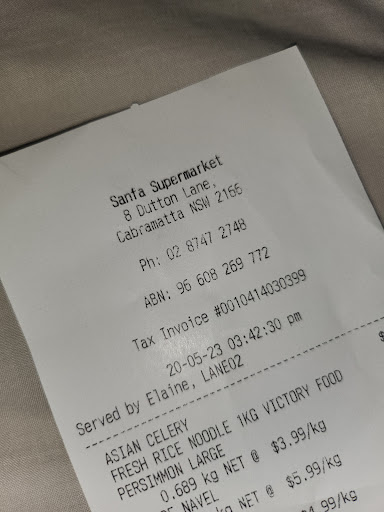 Sanfa Supermarket
8 Dutton Lane,
Cabramatta NSW 2166
Ph: 02 8747 2748
ABN: 96 608 269 772
Tax Invoice #0010414030399
20-05-23 03:42:30 pm
Served by Elaine, LANE02
$
ASIAN CELERY
FRESH RICE NOODLE 1KG VICTORY FOOD
PERSIMMON LARGE
0.689 kg NET @ $3.99/kg
NAVEL
kg NET @ $5.99/kg